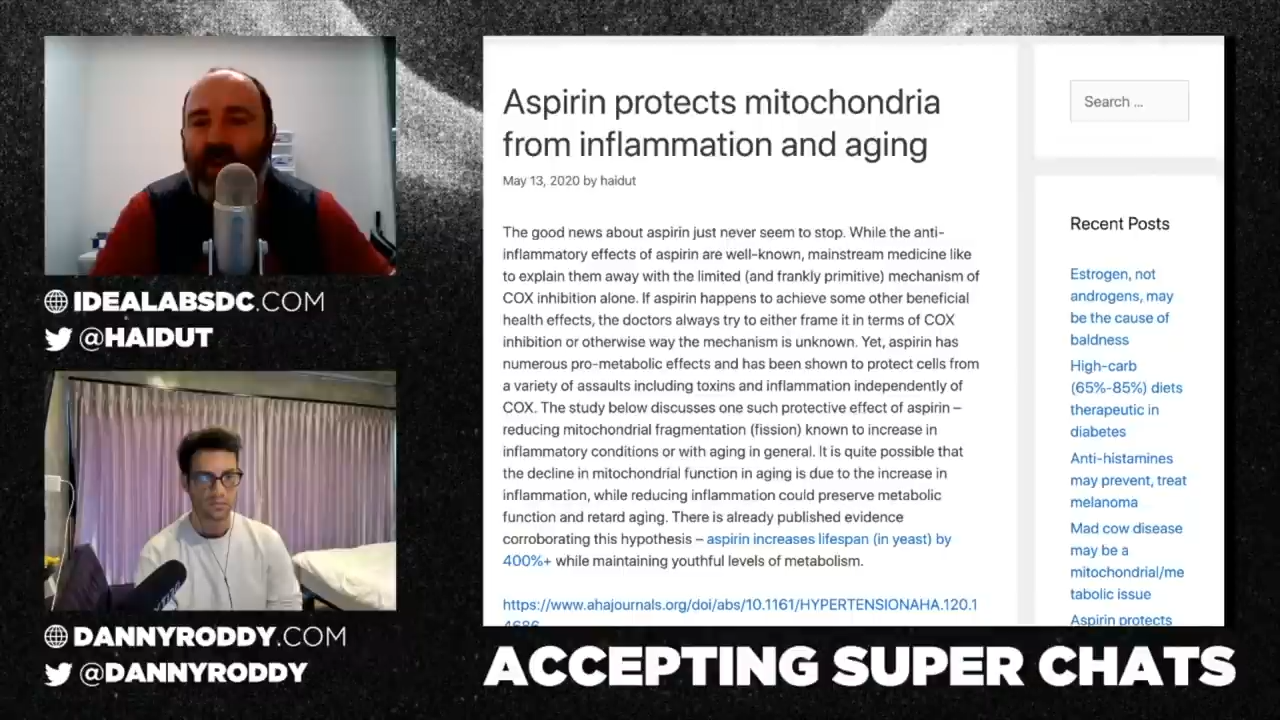 IDEALABSDC.COM
@HAIDUT
DANNYRODDY.COM
@DANNYRODDY
Aspirin protects mitochondria
from inflammation and aging
May 13, 2020 by haidut
The good news about aspirin just never seem to stop. While the anti-
inflammatory effects of aspirin are well-known, mainstream medicine like
to explain them away with the limited (and frankly primitive) mechanism of
COX inhibition alone. If aspirin happens to achieve some other beneficial
health effects, the doctors always try to either frame it in terms of COX
inhibition or otherwise way the mechanism is unknown. Yet, aspirin has
numerous pro-metabolic effects and has been shown to protect cells from
a variety of assaults including toxins and inflammation independently of
COX. The study below discusses one such protective effect of aspirin –
reducing mitochondrial fragmentation (fission) known to increase in
inflammatory conditions or with aging in general. It is quite possible that
the decline in mitochondrial function in aging is due to the increase in
inflammation, while reducing inflammation could preserve metabolic
function and retard aging. There is already published evidence
corroborating this hypothesis – aspirin increases lifespan (in yeast) by
400%+ while maintaining youthful levels of metabolism.
https://www.ahajournals.org/doi/abs/10.1161/HYPERTENSIONAHA.120.1
4686
Search ...
Recent Posts
Estrogen, not
androgens, may
be the cause of
baldness
High-carb
(65%-85%) diets
therapeutic in
diabetes
Anti-histamines
may prevent, treat
melanoma
Mad cow disease
may be a
mitochondrial/me
tabolic issue
Aspirin protects
ACCEPTING SUPER CHATS